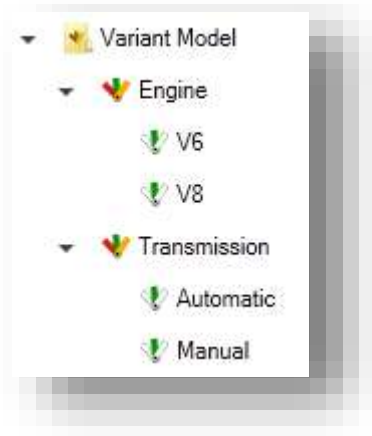 Variant Model
Engine
V6
V8
Transmission
Automatic
Manual